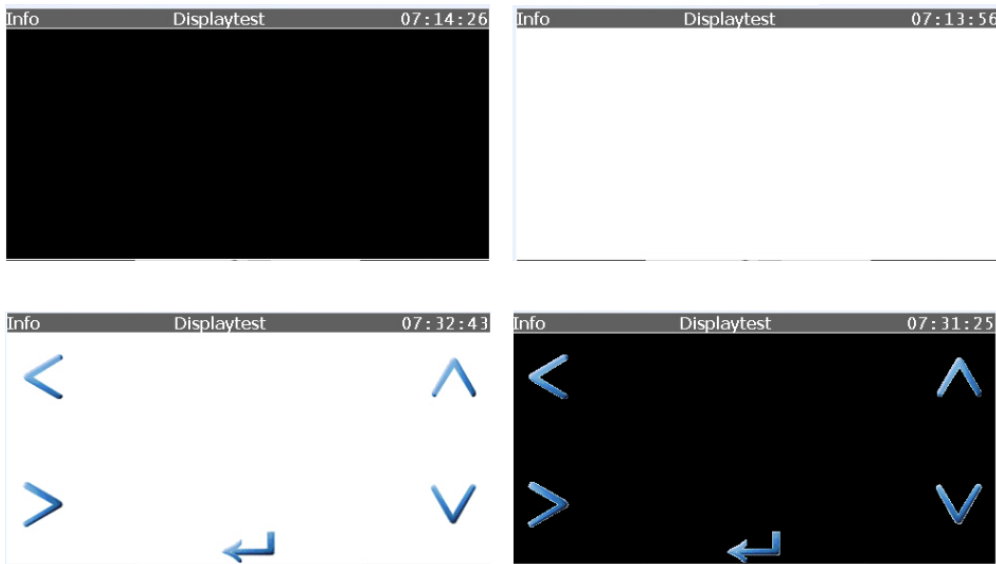 Info Displaytest 07:14:26
Info Displaytest 07:13:56
Info Displaytest 07:32:43
Info Displaytest 07:31:25